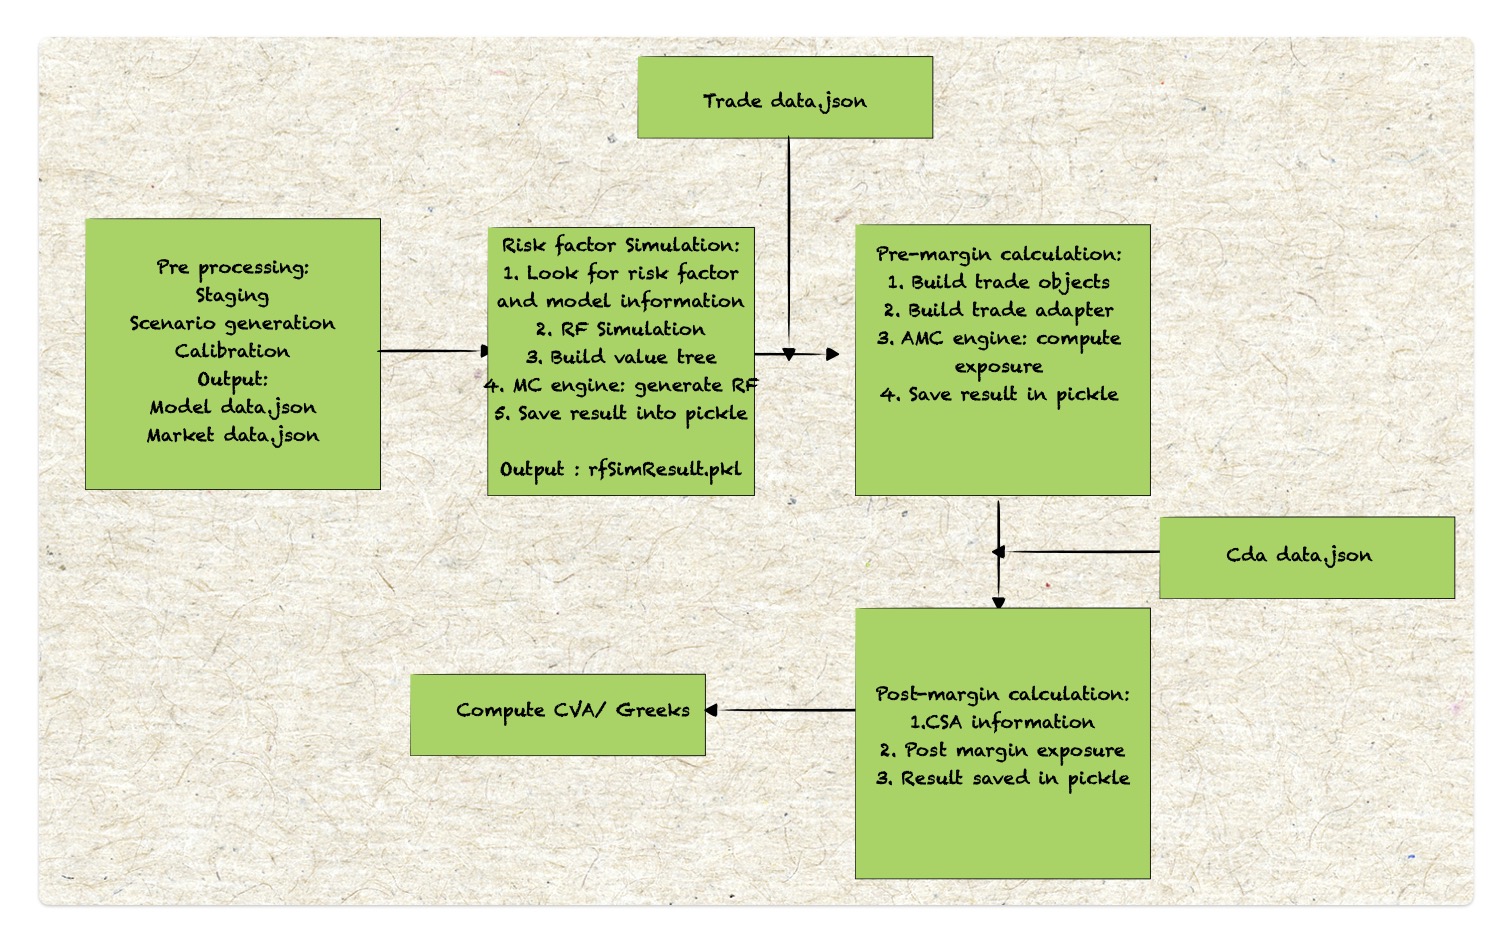 Trade data.json
Pre processing:
Staging
Scenario generation
Calibration
Output:
Model data.json
Market data.json
Risk factor Simulation:
1. Look for risk factor
and model information
2. RF Simulation
3. Build value tree
4. MC engine: generate RF
5. Save result into pickle
Output : rfSimResult.pkl
Pre-margin calculation:
1. Build trade objects
2. Build trade adapter
3. AMC engine: compute
exposure
4. Save result in pickle
Cda data.json
Post-margin calculation:
1.CSA information
2. Post margin exposure
3. Result saved in pickle
Compute CVA/ Greeks